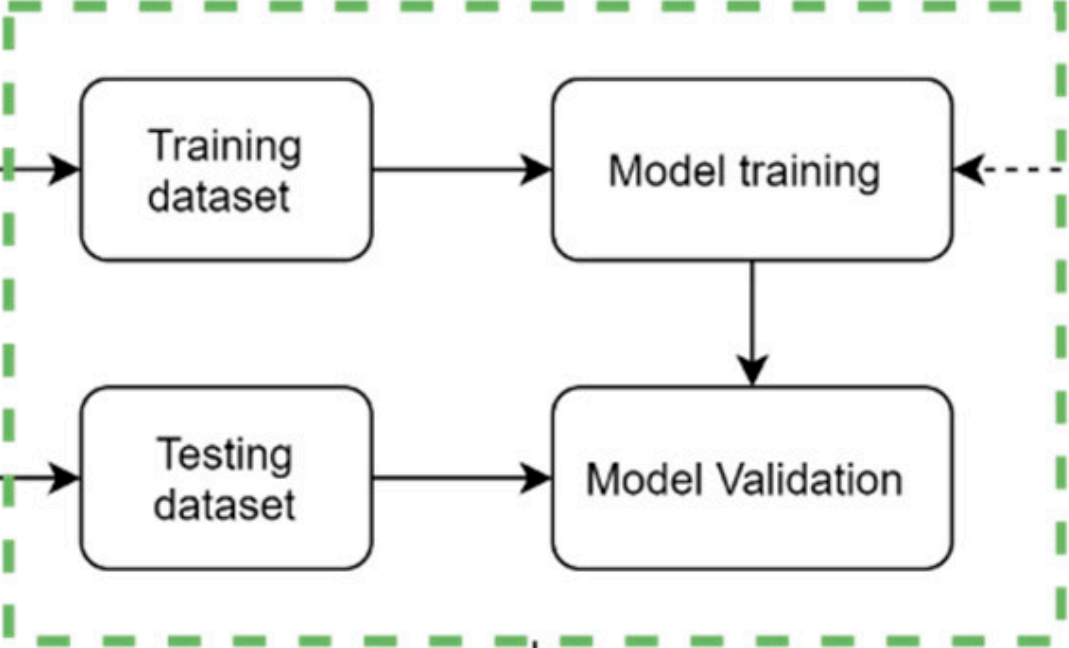 Training
dataset
Model training
Testing
dataset
Model Validation